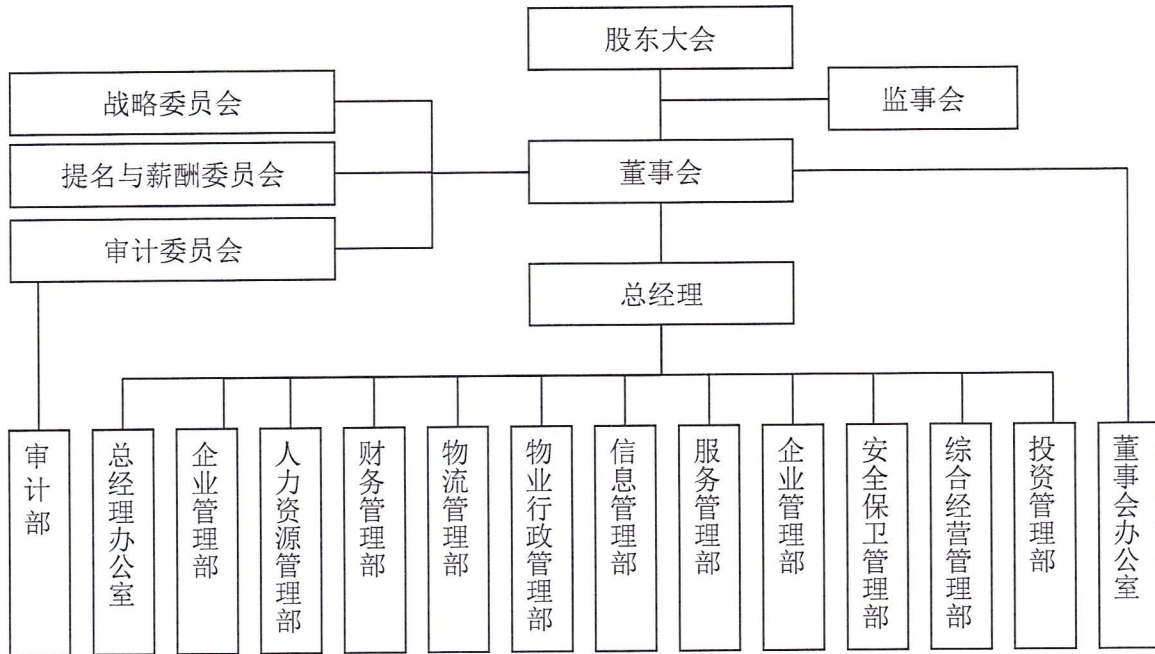 股东大会
战略委员会
监事会
提名与薪酬委员会
董事会
审计委员会
总经理
审计部
总经理办公室
企业管理部
人力资源管理部
财务管理部
物流管理部
物业行政管理部
信息管理部
服务管理部
企业管理部
安全保卫管理部
综合经营管理部
投资管理部
董事会办公室